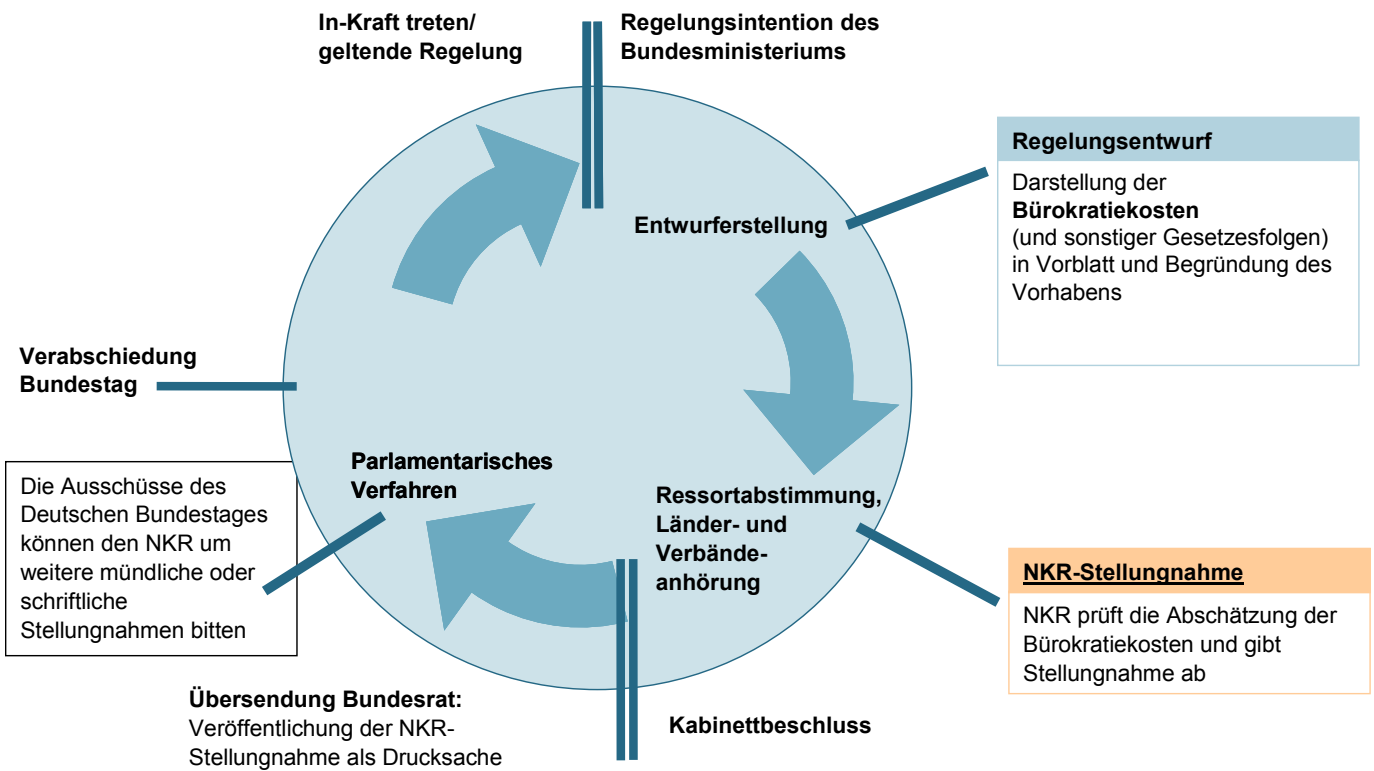 In-Kraft treten/
geltende Regelung
Regelungsintention des
Bundesministeriums
Regelungsentwurf
Darstellung der
Bürokratiekosten
(und sonstiger Gesetzesfolgen)
in Vorblatt und Begründung des
Vorhabens
Entwurferstellung
Verabschiedung
Bundestag
Parlamentarisches
Verfahren
Die Ausschüsse des
Deutschen Bundestages
können den NKR um
weitere mündliche oder
schriftliche
Stellungnahmen bitten
Ressortabstimmung,
Länder- und
Verbände-
anhörung
NKR-Stellungnahme
NKR prüft die Abschätzung der
Bürokratiekosten und gibt
Stellungnahme ab
Übersendung Bundesrat:
Veröffentlichung der NKR-
Stellungnahme als Drucksache
Kabinettbeschluss